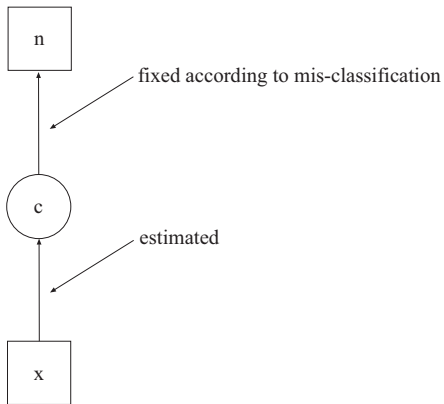 n
fixed according to mis-classification
c
estimated
x